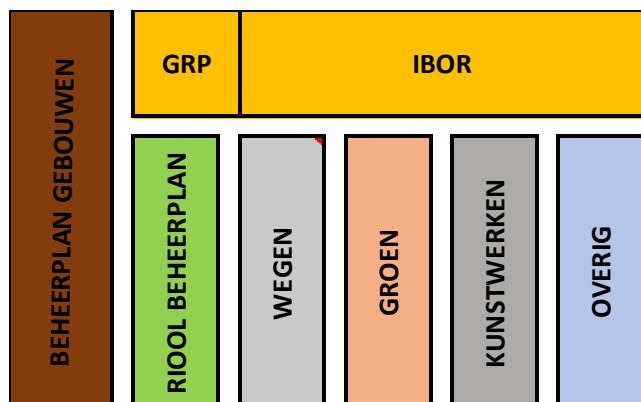 BEHEERPLAN GEBOUWEN
GRP
IBOR
RIOOL BEHEERPLAN
WEGEN
GROEN
KUNSTWERKEN
OVERIG